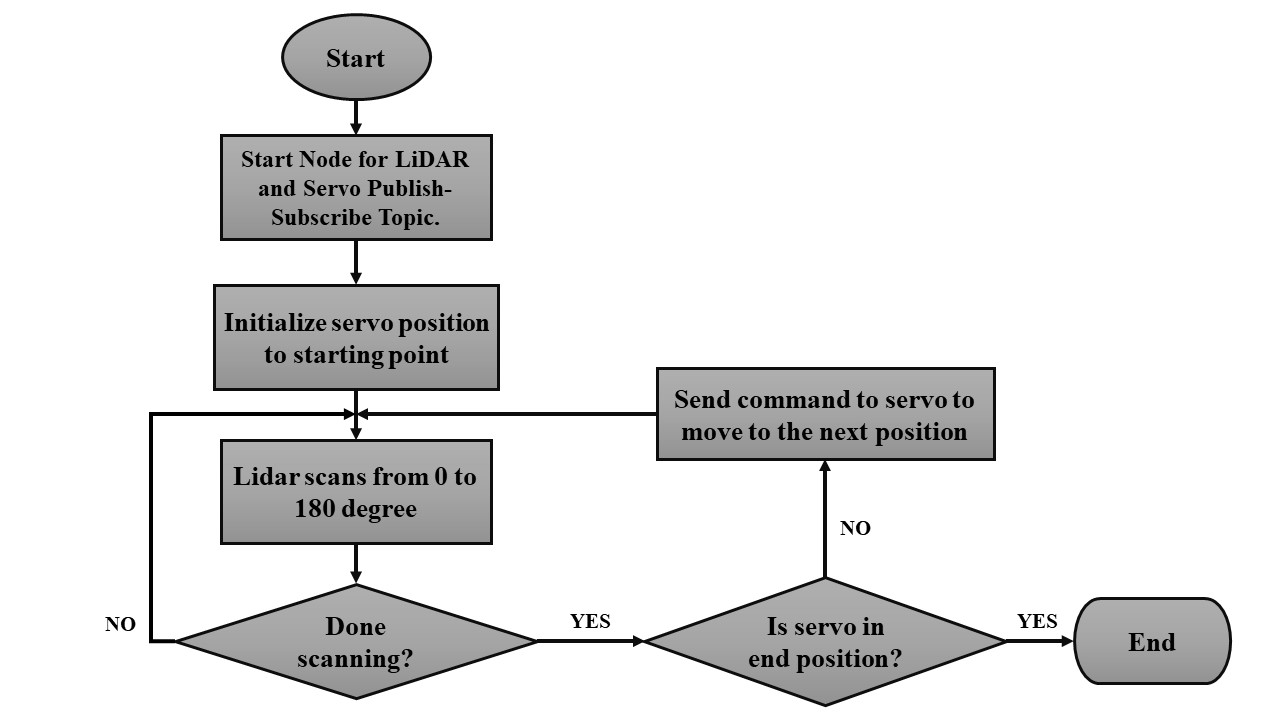 Start
Start Node for LiDAR
and Servo Publish-
Subscribe Topic.
Initialize servo position
to starting point
Send command to servo to
move to the next position
Lidar scans from 0 to
180 degree
NO
NO
Done
scanning?
YES
Is servo in
end position?
YES
End